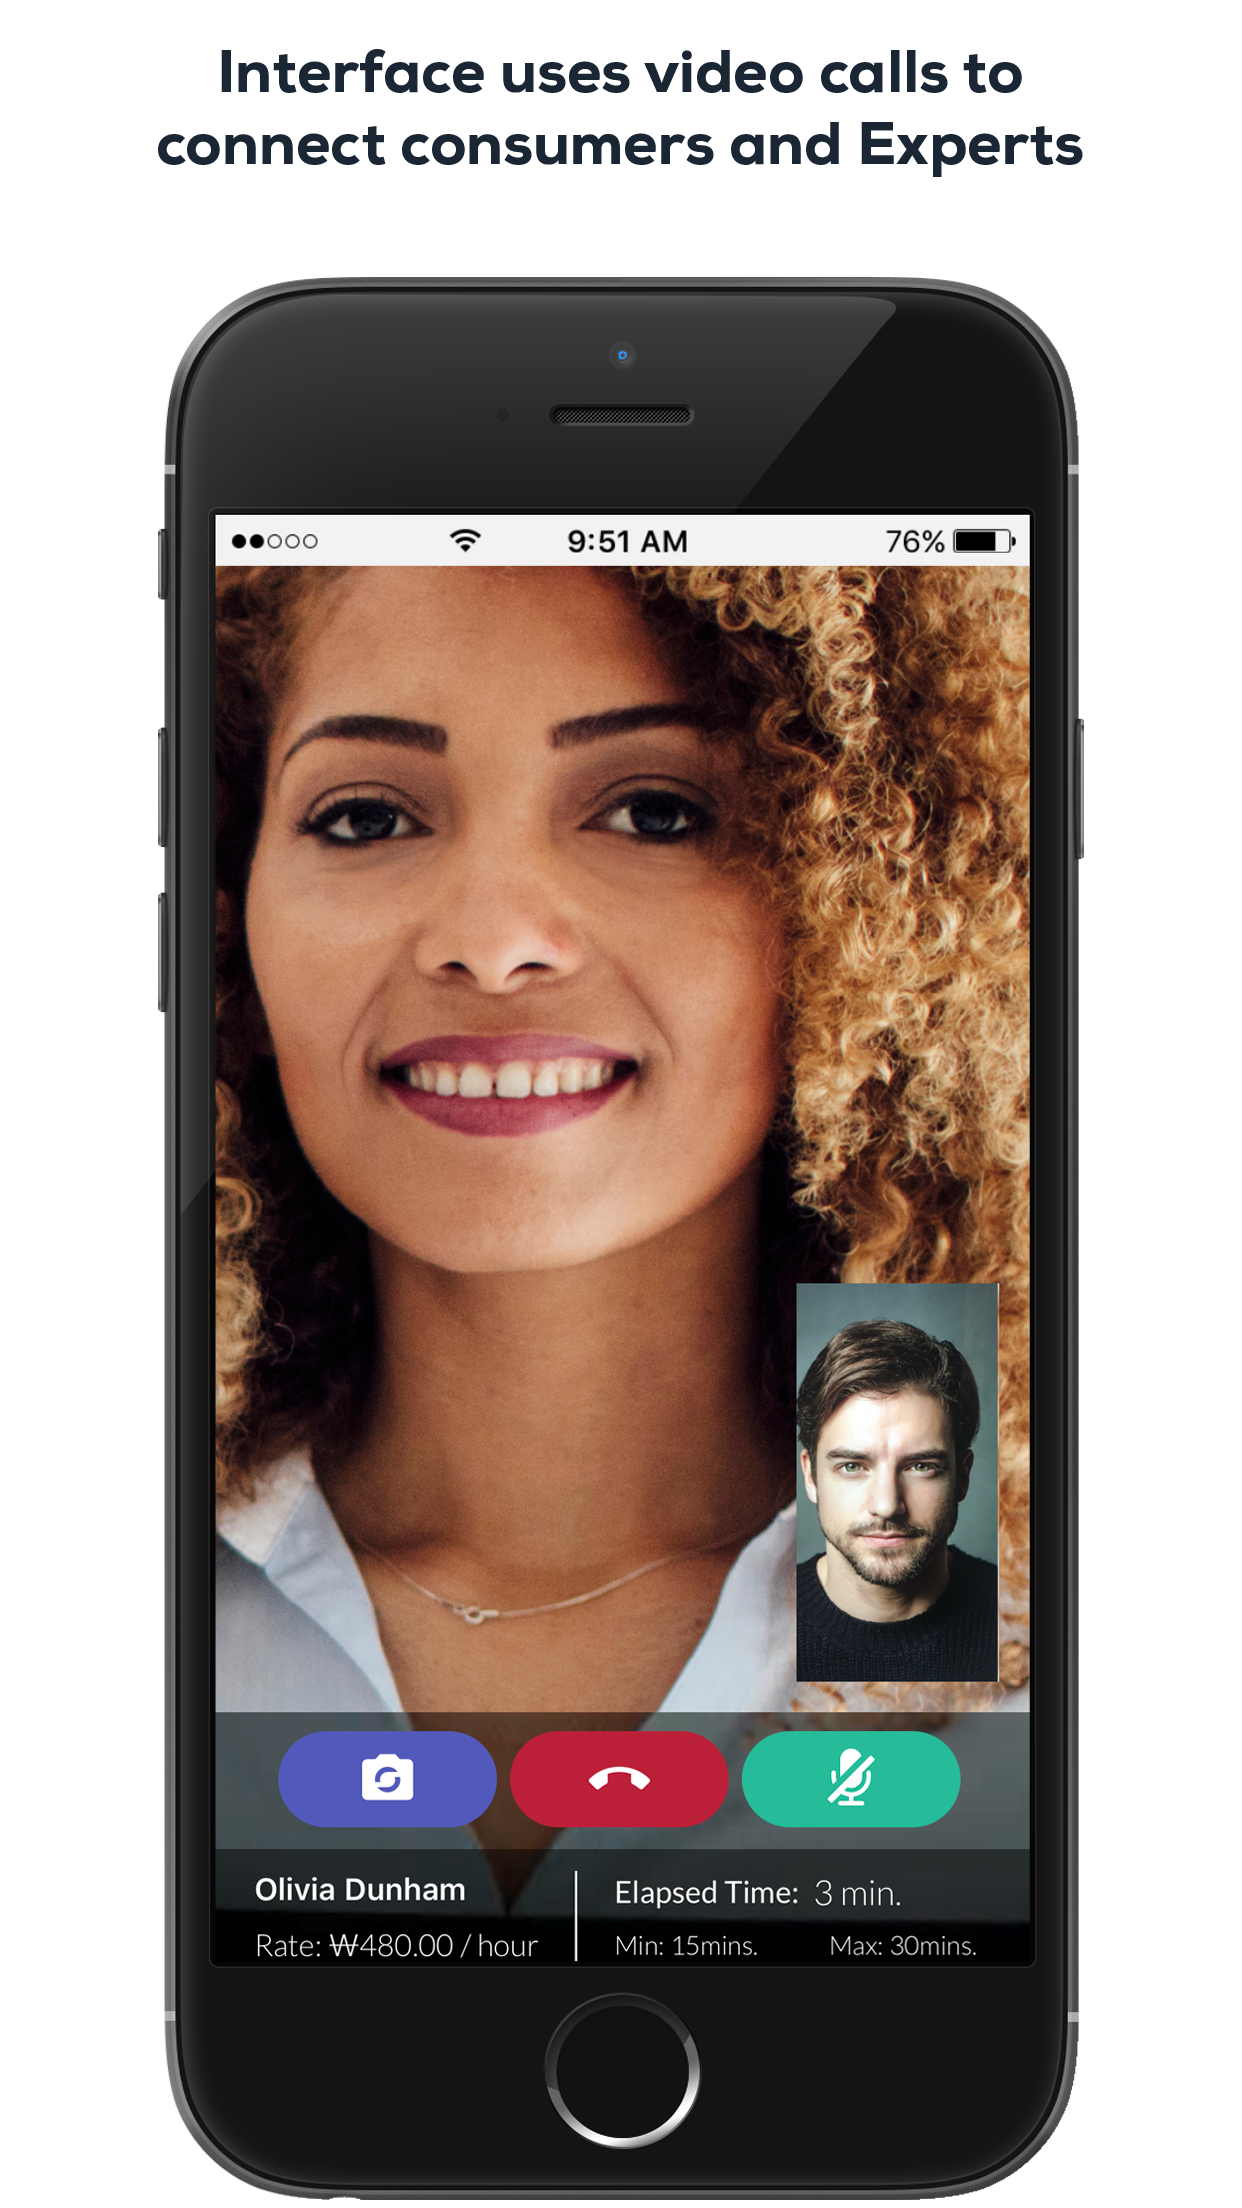 Interface uses video calls to
connect consumers and Experts
9:51 AM
76%
Olivia Dunham
Rate: ₩480.00 / hour
Elapsed Time: 3 min.
Min: 15mins.
Max: 30mins.